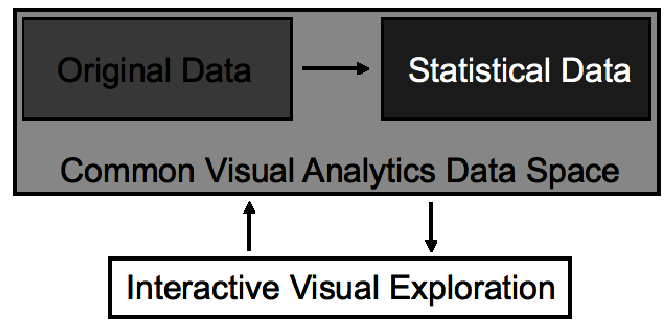 Original Data
Statistical Data
Common Visual Analytics Data Space
Interactive Visual Exploration